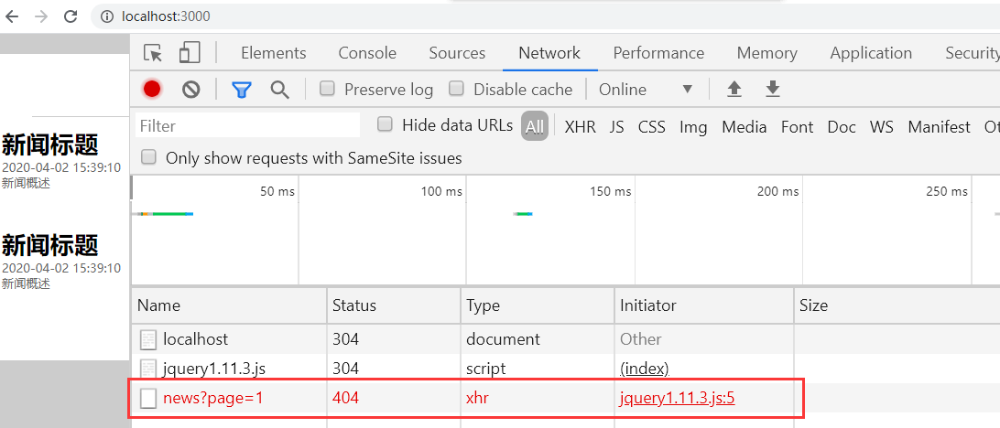 localhost:3000
Elements Console Sources Network Performance Memory Application Security
Preserve log Disable cache Online
Filter Hide data URLs All XHR JS CSS Img Media Font Doc WS Manifest
Only show requests with SameSite issues
50 ms 100 ms 150 ms 200 ms 250 ms
新闻标题
2020-04-02 15:39:10
新闻概述
新闻标题
2020-04-02 15:39:10
新闻概述
Name Status Type Initiator Size
localhost 304 document Other
jquery1.11.3.js 304 script (index)
news?page=1 404 xhr jquery1.11.3.js:5